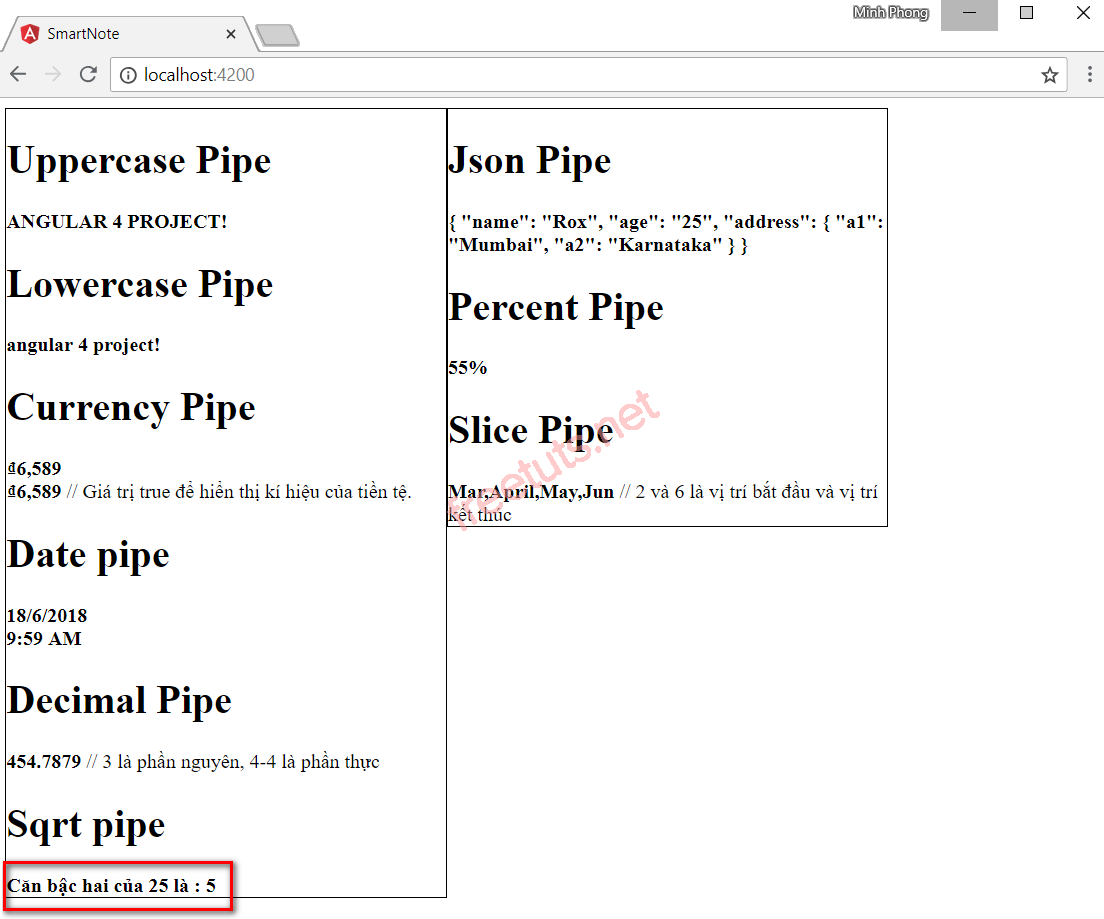 Minh Phong
SmartNote
localhost:4200
Uppercase Pipe
ANGULAR 4 PROJECT!
Lowercase Pipe
angular 4 project!
Currency Pipe
₫6,589
₫6,589 // Giá trị true để hiển thị kí hiệu của tiền tệ.
Date pipe
18/6/2018
9:59 AM
Decimal Pipe
454.7879 // 3 là phần nguyên, 4-4 là phần thực
Sqrt pipe
Căn bậc hai của 25 là : 5
Json Pipe
{ "name": "Rox", "age": "25", "address": { "a1":
"Mumbai", "a2": "Karnataka" } }
Percent Pipe
55%
Slice Pipe
Mar,April,May,Jun // 2 và 6 là vị trí bắt đầu và vị trí
kết thúc
freetuts.net